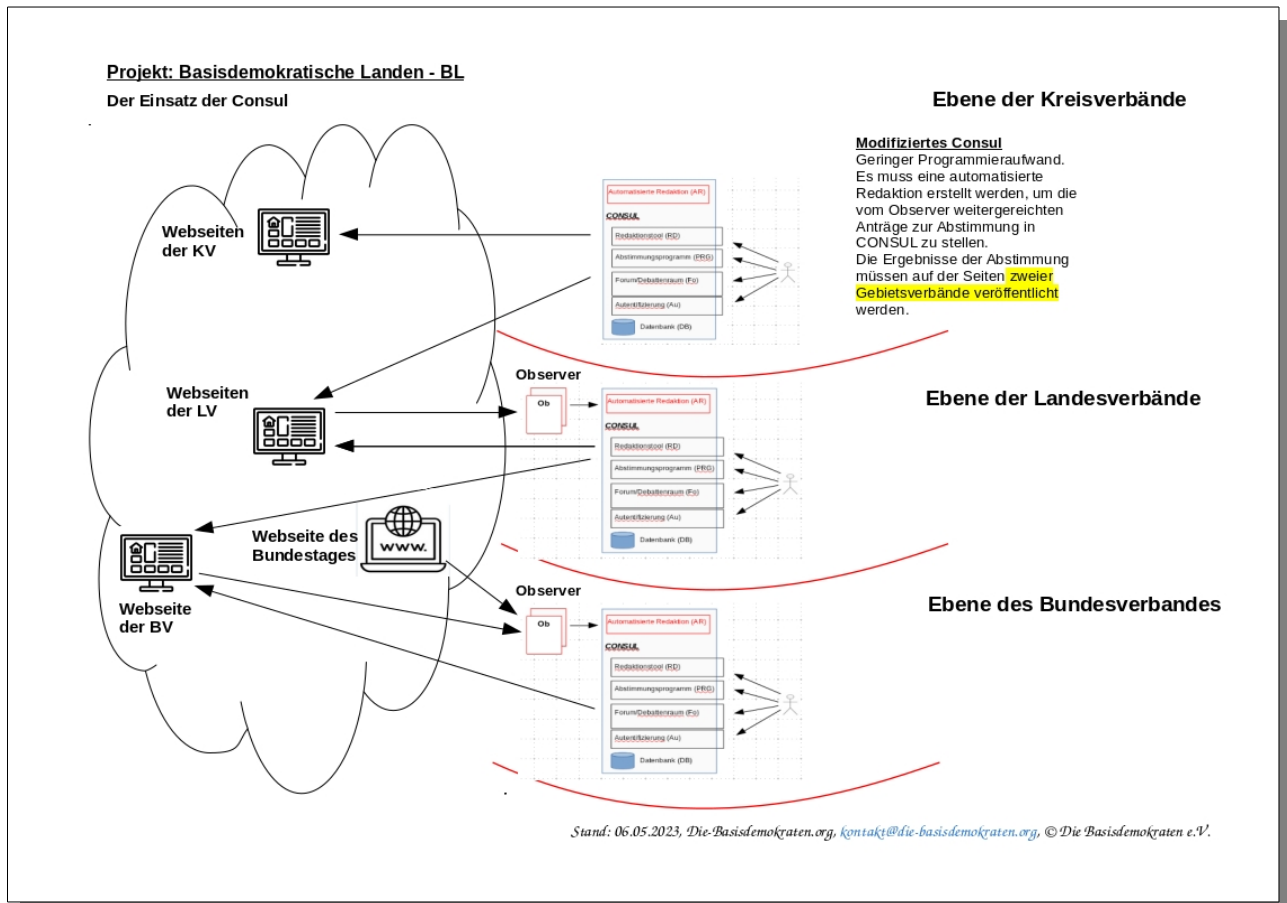 Projekt: Basisdemokratische Landen - BL
Der Einsatz der Consul
Ebene der Kreisverbände
Modifiziertes Consul
Geringer Programmieraufwand.
Es muss eine automatisierte
Redaktion erstellt werden, um die
vom Observer weitergereichten
Anträge zur Abstimmung in
CONSUL zu stellen.
Die Ergebnisse der Abstimmung
müssen auf der Seiten zweier
Gebietsverbände veröffentlicht
werden.
Webseiten
der KV
Automatisierte Redaktion (AR)
CONSUL
Redaktionstool (RD)
Abstimmungsprogramm (PRG)
Forum/Debattenraum (Fo)
Autentifizierung (Au)
Datenbank (DB)
Ebene der Landesverbände
Webseiten
der LV
Observer
Ob
Automatisierte Redaktion (AR)
CONSUL
Redaktionstool (RD)
Abstimmungsprogramm (PRG)
Forum/Debattenraum (Fo)
Autentifizierung (Au)
Datenbank (DB)
Webseite des
Bundestages
www.
Webseite
der BV
Ebene des Bundesverbandes
Observer
Ob
Automatisierte Redaktion (AR)
CONSUL
Redaktionstool (RD)
Abstimmungsprogramm (PRG)
Forum/Debattenraum (Fo)
Autentifizierung (Au)
Datenbank (DB)
Stand: 06.05.2023, Die-Basisdemokraten.org, kontakt@die-basisdemokraten.org, © Die Basisdemokraten e.V.